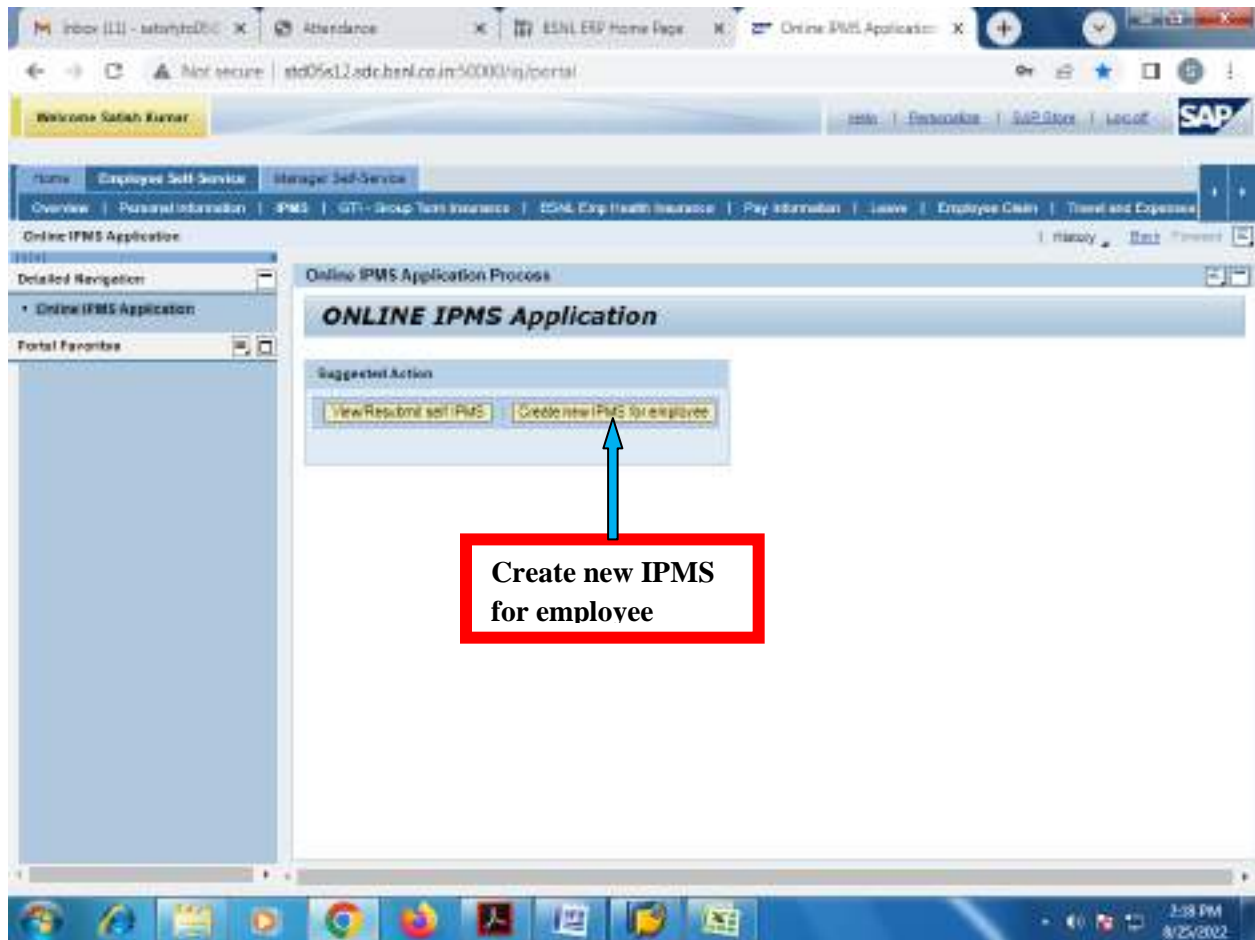 Attendance
BSNL ERP Home Page
Online IPMS Application
Not secure
Welcome Satish Kumar
Help | Personalize | SAP Store | Log off
SAP
Home Employee Self-Service Manager Self-Service
Overview | Personal Information | IPMS | GTI - Group Term Insurance | BSNL Emp Health Insurance | Pay Information | Leave | Employee Claim | Travel and Expenses
Online IPMS Application
History Back Forward
Detailed Navigation
• Online IPMS Application
Portal Favorites
Online IPMS Application Process
ONLINE IPMS Application
Suggested Action
View/Resubmit self IPMS
Create new IPMS for employee
Create new IPMS
for employee
2:18 PM
8/25/2022